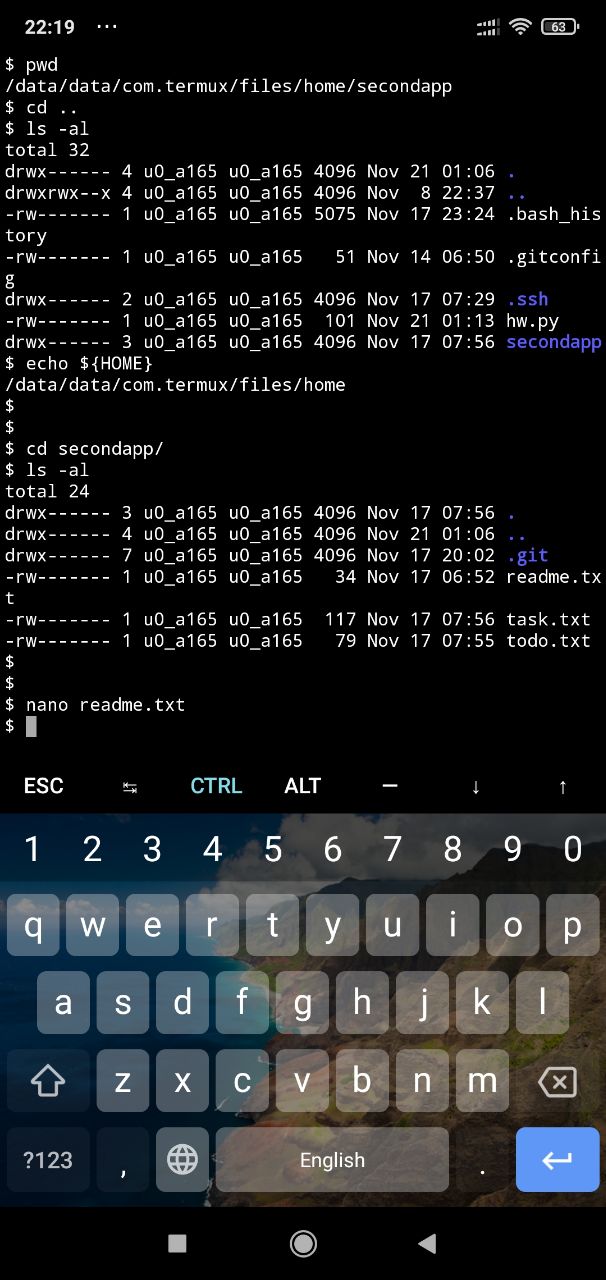 22:19 ... 63
$ pwd
/data/data/com.termux/files/home/secondapp
$ cd ..
$ ls -al
total 32
drwx------ 4 u0_a165 u0_a165 4096 Nov 21 01:06 .
drwxrwx--x 4 u0_a165 u0_a165 4096 Nov  8 22:37 ..
-rw------- 1 u0_a165 u0_a165 5075 Nov 17 23:24 .bash_his
tory
-rw------- 1 u0_a165 u0_a165   51 Nov 14 06:50 .gitconfi
g
drwx------ 2 u0_a165 u0_a165 4096 Nov 17 07:29 .ssh
-rw------- 1 u0_a165 u0_a165  101 Nov 21 01:13 hw.py
drwx------ 3 u0_a165 u0_a165 4096 Nov 17 07:56 secondapp
$ echo ${HOME}
/data/data/com.termux/files/home
$
$
$ cd secondapp/
$ ls -al
total 24
drwx------ 3 u0_a165 u0_a165 4096 Nov 17 07:56 .
drwx------ 4 u0_a165 u0_a165 4096 Nov 21 01:06 ..
drwx------ 7 u0_a165 u0_a165 4096 Nov 17 20:02 .git
-rw------- 1 u0_a165 u0_a165   34 Nov 17 06:52 readme.tx
t
-rw------- 1 u0_a165 u0_a165  117 Nov 17 07:56 task.txt
-rw------- 1 u0_a165 u0_a165   79 Nov 17 07:55 todo.txt
$
$
$ nano readme.txt
$
ESC ↹ CTRL ALT — ↓ ↑
1 2 3 4 5 6 7 8 9 0
q w e r t y u i o p
a s d f g h j k l
z x c v b n m
?123 , English .